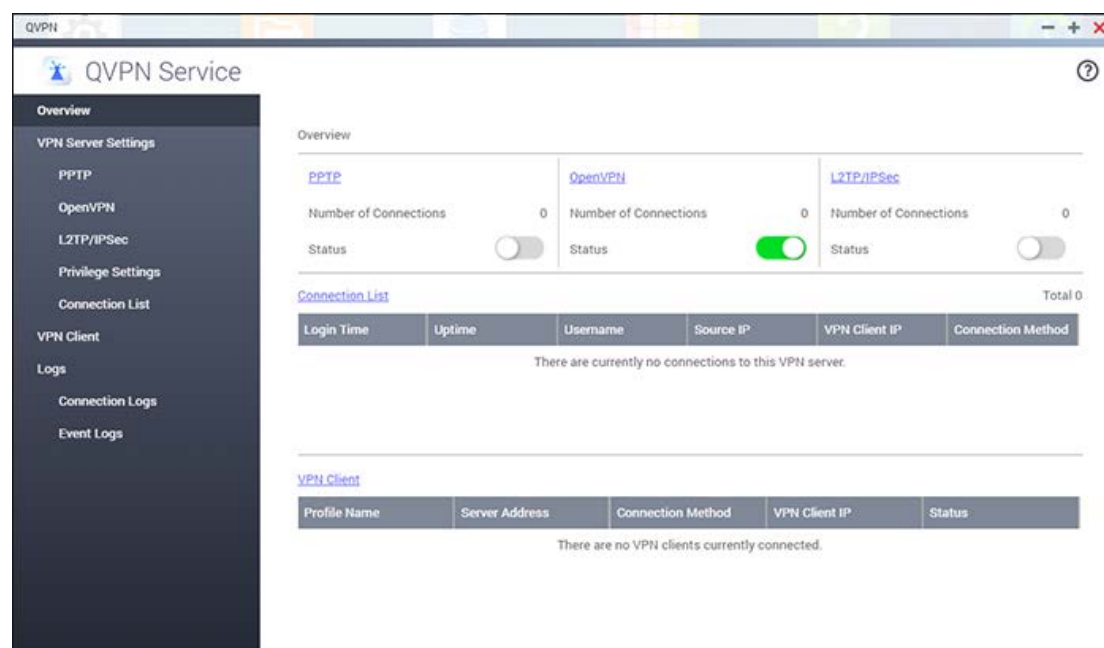 QVPN
QVPN Service
Overview
VPN Server Settings
PPTP
OpenVPN
L2TP/IPSec
Privilege Settings
Connection List
VPN Client
Logs
Connection Logs
Event Logs
Overview
PPTP OpenVPN L2TP/IPSec
Number of Connections 0 Number of Connections 0 Number of Connections 0
Status Status Status
Connection List Total 0
Login Time Uptime Username Source IP VPN Client IP Connection Method
There are currently no connections to this VPN server.
VPN Client
Profile Name Server Address Connection Method VPN Client IP Status
There are no VPN clients currently connected.